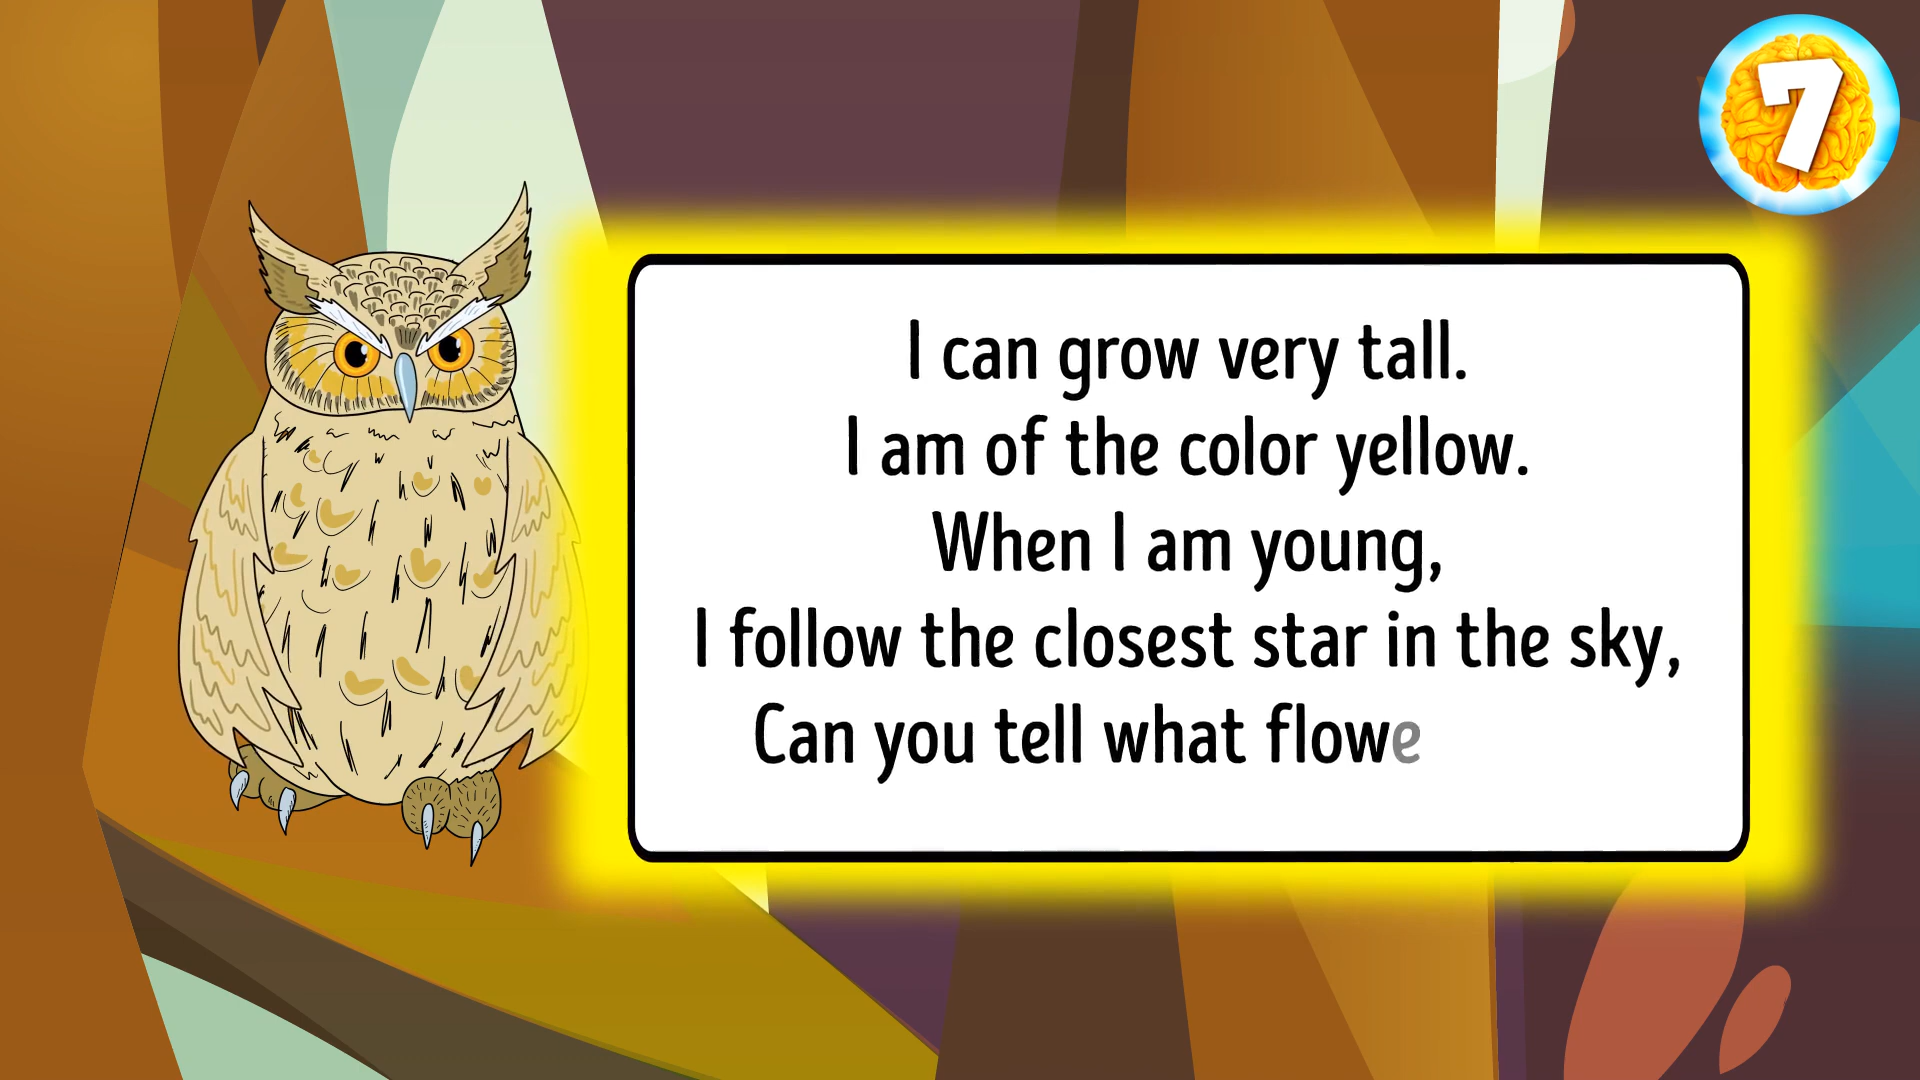 7
I can grow very tall.
I am of the color yellow.
When I am young,
I follow the closest star in the sky,
Can you tell what flowe